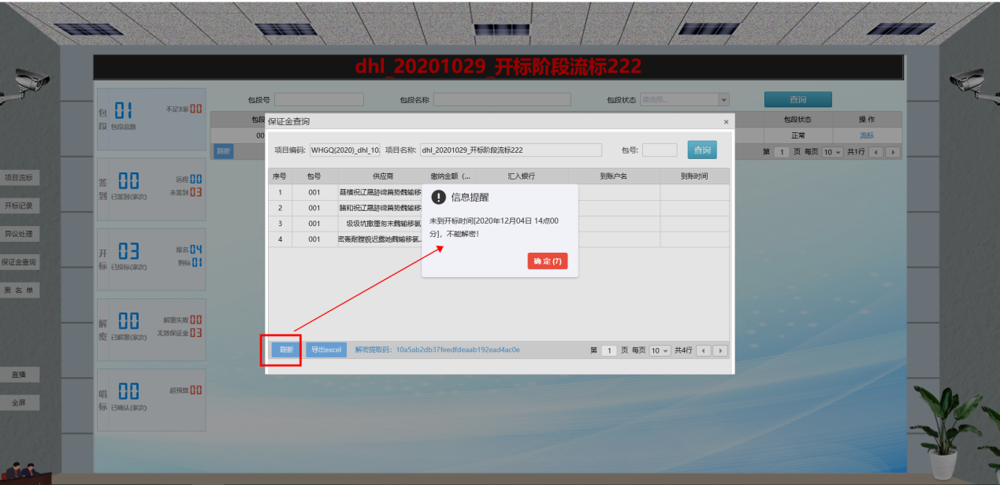 dhl_20201029_开标阶段流标222
包段 01 包段总数 不足3家 00
包段号 包段名称 包段状态 请选择... 查询
包段状态 操作
00 正常 流标
刷新 第 1 页 每页 10 共1行
签到 00 已签到(家次) 远程 00 未签到 03
开标 03 已投标(家次) 报名 04 购标 01
解密 00 已解密(家次) 解密失败 00 无效保证金 03
唱标 00 已确认(家次) 超预算 00
项目流标
开标记录
异议处理
保证金查询
黑名单
直播
全屏
保证金查询 ×
项目编码: WHGQ(2020)_dhl_10. 项目名称: dhl_20201029_开标阶段流标222 包号: 查询
序号 包号 供应商 缴纳金额 (... 汇入银行 到账户名 到账时间
1 001
2 001
3 001
4 001
信息提醒
未到开标时间[2020年12月04日 14点00
分]，不能解密!
确 定 (7)
刷新 导出excel 解密提取码: 10a5ab2db37feedfdeaab192ead4ac0e 第 1 页 每页 10 共4行